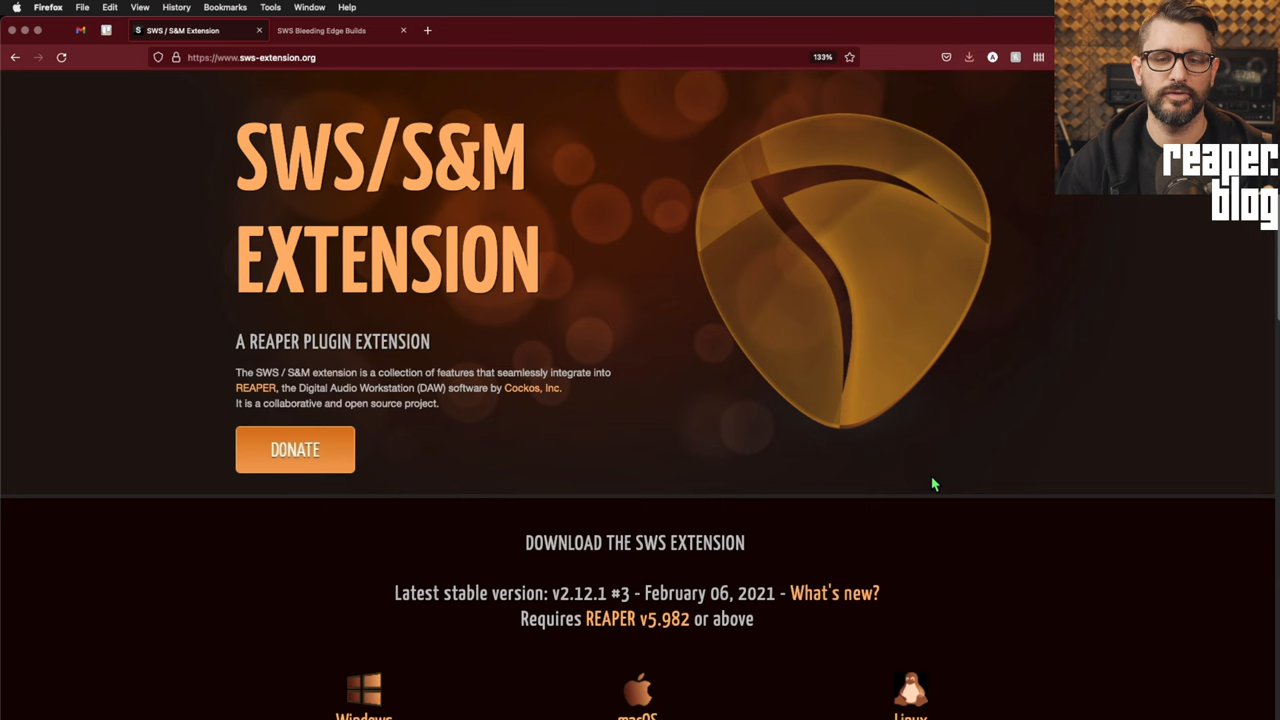 Firefox File Edit View History Bookmarks Tools Window Help
SWS / S&M Extension
SWS Bleeding Edge Builds
https://www.sws-extension.org
133%
reaper.
blog
SWS/S&M
EXTENSION
A REAPER PLUGIN EXTENSION
The SWS / S&M extension is a collection of features that seamlessly integrate into
REAPER, the Digital Audio Workstation (DAW) software by Cockos, Inc.
It is a collaborative and open source project.
DONATE
DOWNLOAD THE SWS EXTENSION
Latest stable version: v2.12.1 #3 - February 06, 2021 - What's new?
Requires REAPER v5.982 or above
Windows macOS Linux